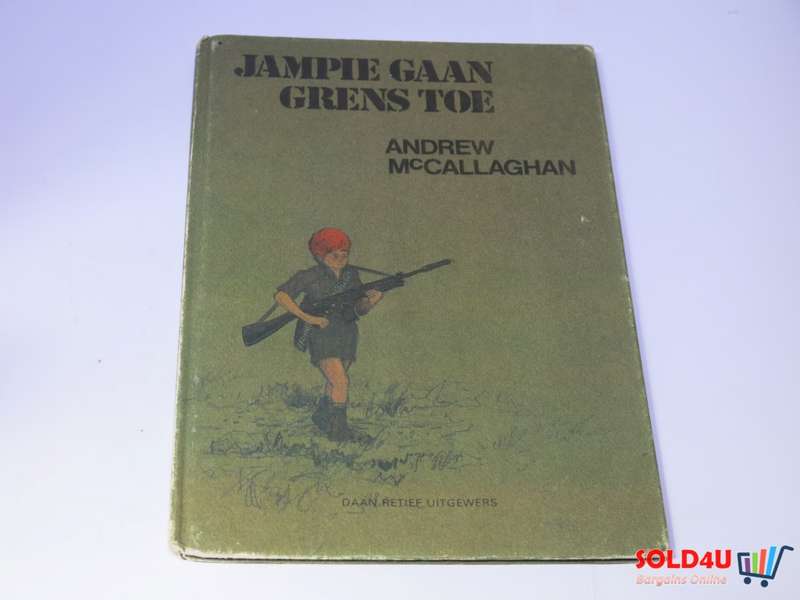 JAMPIE GAAN
GRENS TOE
ANDREW
McCALLAGHAN
DAAN RETIEF UITGEWERS
SOLD4U
Bargains Online